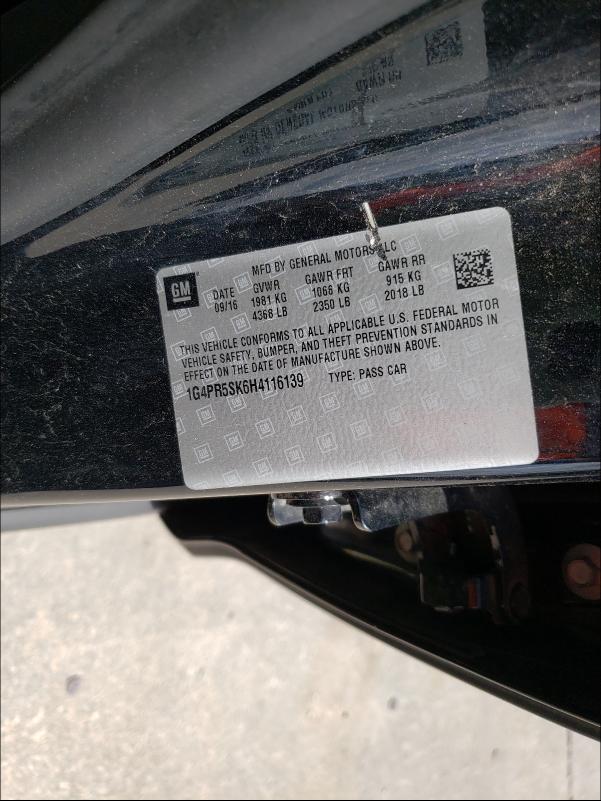 MFD BY GENERAL MOTORS LLC
GM
DATE GVWR GAWR FRT GAWR RR
09/16 1981 KG 1066 KG 915 KG
4368 LB 2350 LB 2018 LB
THIS VEHICLE CONFORMS TO ALL APPLICABLE U.S. FEDERAL MOTOR
VEHICLE SAFETY, BUMPER, AND THEFT PREVENTION STANDARDS IN
EFFECT ON THE DATE OF MANUFACTURE SHOWN ABOVE.
1G4PR5SK6H4116139 TYPE: PASS CAR